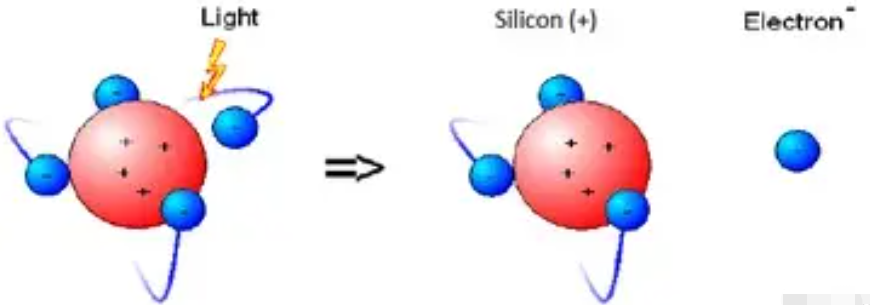 Light
Silicon (+)
Electron⁻
+ +
+ +
+ +
+ +
- - - -
- - -